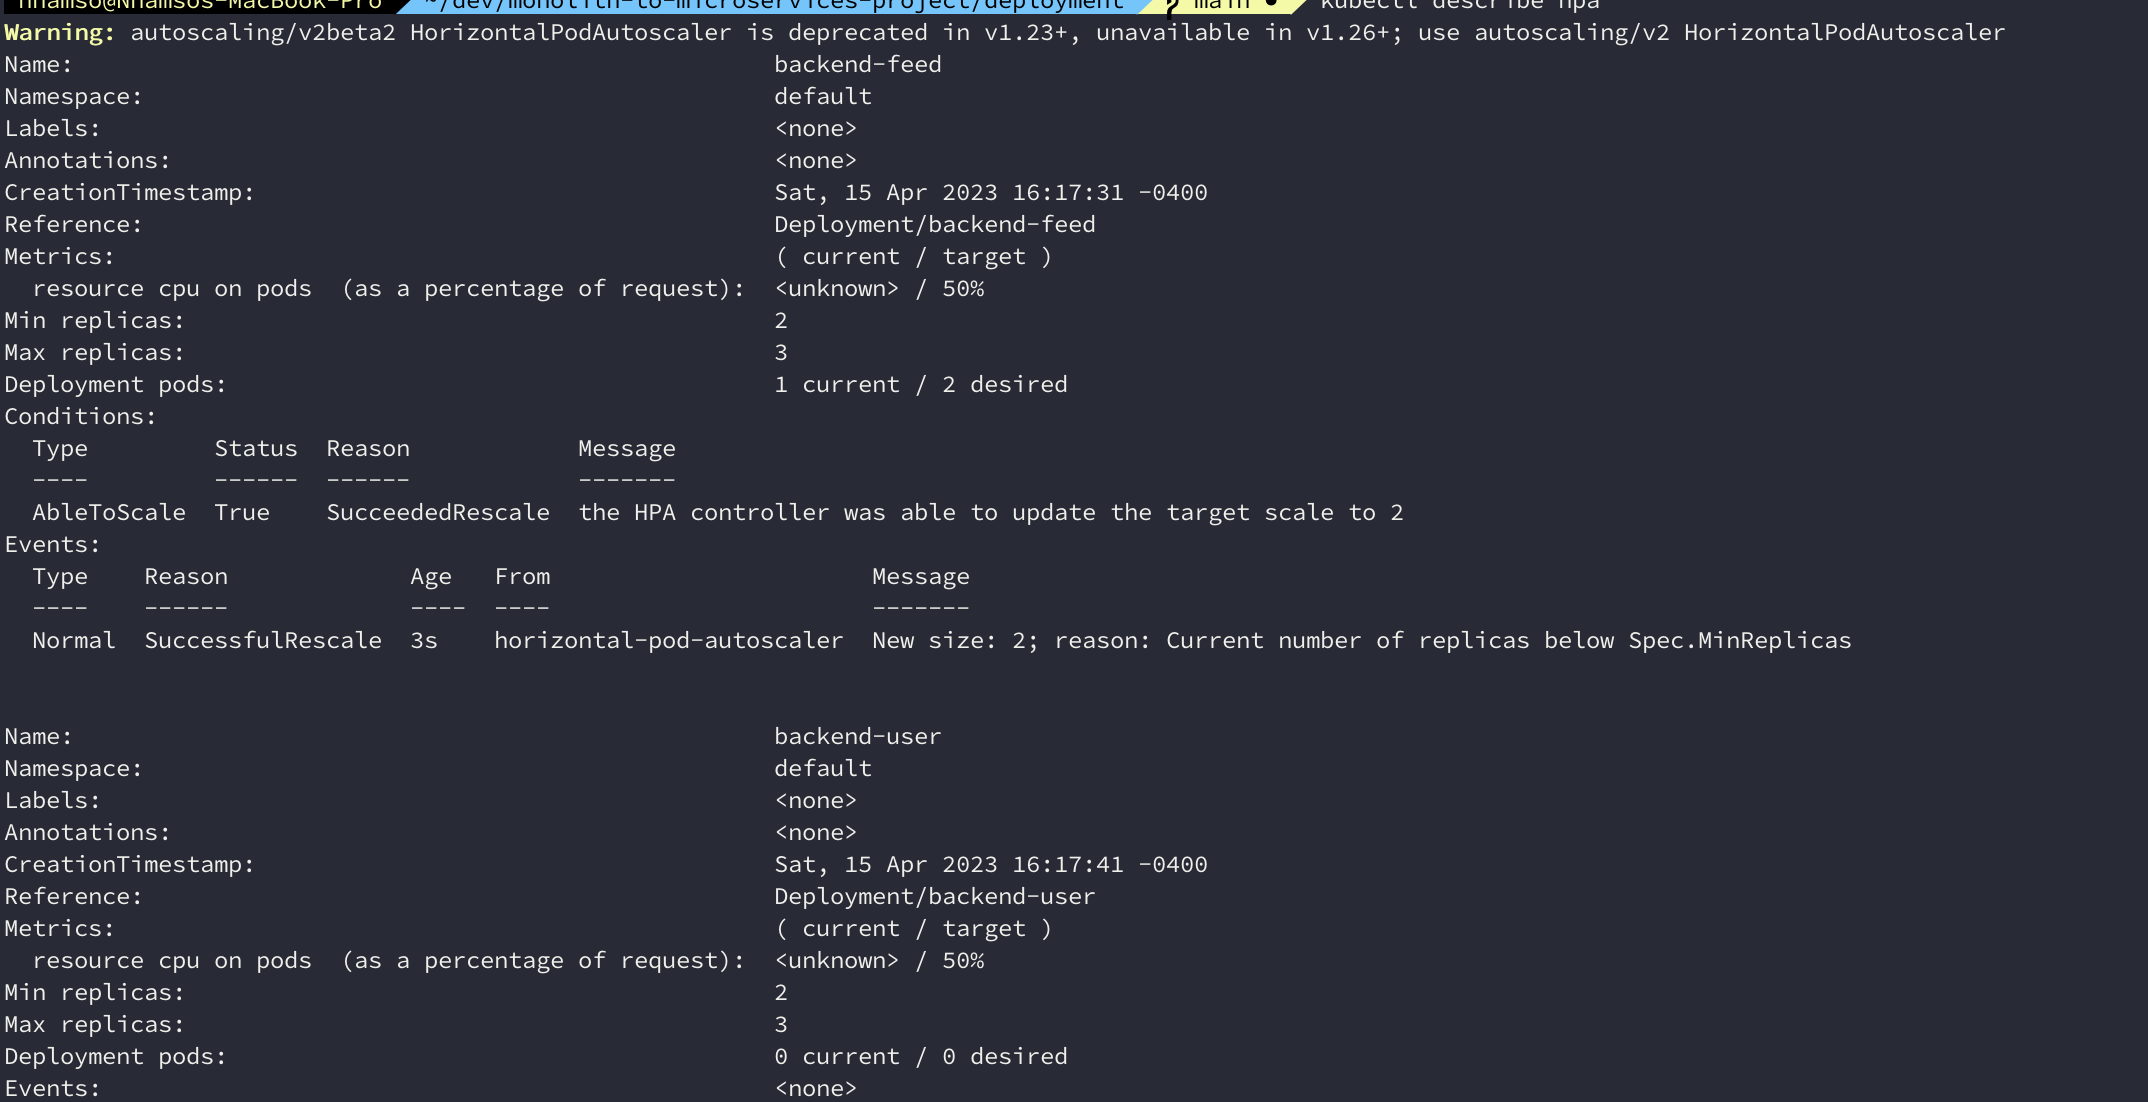 nhamso@Nhamsos-MacBook-Pro ~/dev/monolith-to-microservices-project/deployment main ● kubectl describe hpa
Warning: autoscaling/v2beta2 HorizontalPodAutoscaler is deprecated in v1.23+, unavailable in v1.26+; use autoscaling/v2 HorizontalPodAutoscaler
Name: backend-feed
Namespace: default
Labels: <none>
Annotations: <none>
CreationTimestamp: Sat, 15 Apr 2023 16:17:31 -0400
Reference: Deployment/backend-feed
Metrics: ( current / target )
resource cpu on pods (as a percentage of request): <unknown> / 50%
Min replicas: 2
Max replicas: 3
Deployment pods: 1 current / 2 desired
Conditions:
Type Status Reason Message
---- ------ ------ -------
AbleToScale True SucceededRescale the HPA controller was able to update the target scale to 2
Events:
Type Reason Age From Message
---- ------ ---- ---- -------
Normal SuccessfulRescale 3s horizontal-pod-autoscaler New size: 2; reason: Current number of replicas below Spec.MinReplicas
Name: backend-user
Namespace: default
Labels: <none>
Annotations: <none>
CreationTimestamp: Sat, 15 Apr 2023 16:17:41 -0400
Reference: Deployment/backend-user
Metrics: ( current / target )
resource cpu on pods (as a percentage of request): <unknown> / 50%
Min replicas: 2
Max replicas: 3
Deployment pods: 0 current / 0 desired
Events: <none>